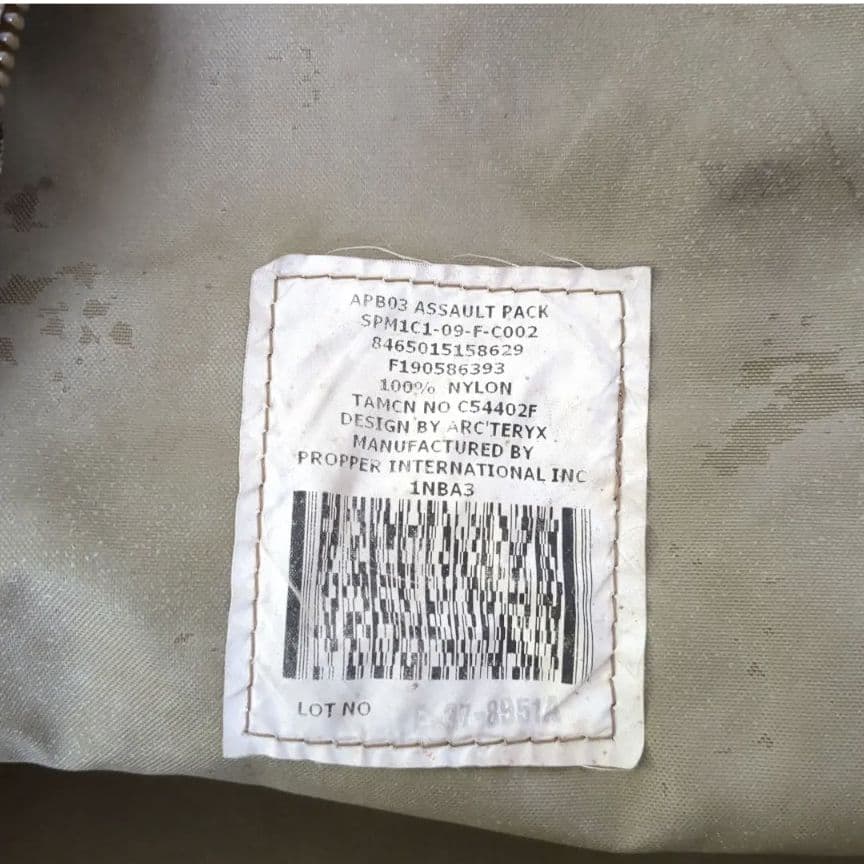 APB03 ASSAULT PACK
SPM1C1-09-F-C002
8465015158629
F190586393
100% NYLON
TAMCN NO C54402F
DESIGN BY ARC'TERYX
MANUFACTURED BY
PROPPER INTERNATIONAL INC
1NBA3
LOT NO